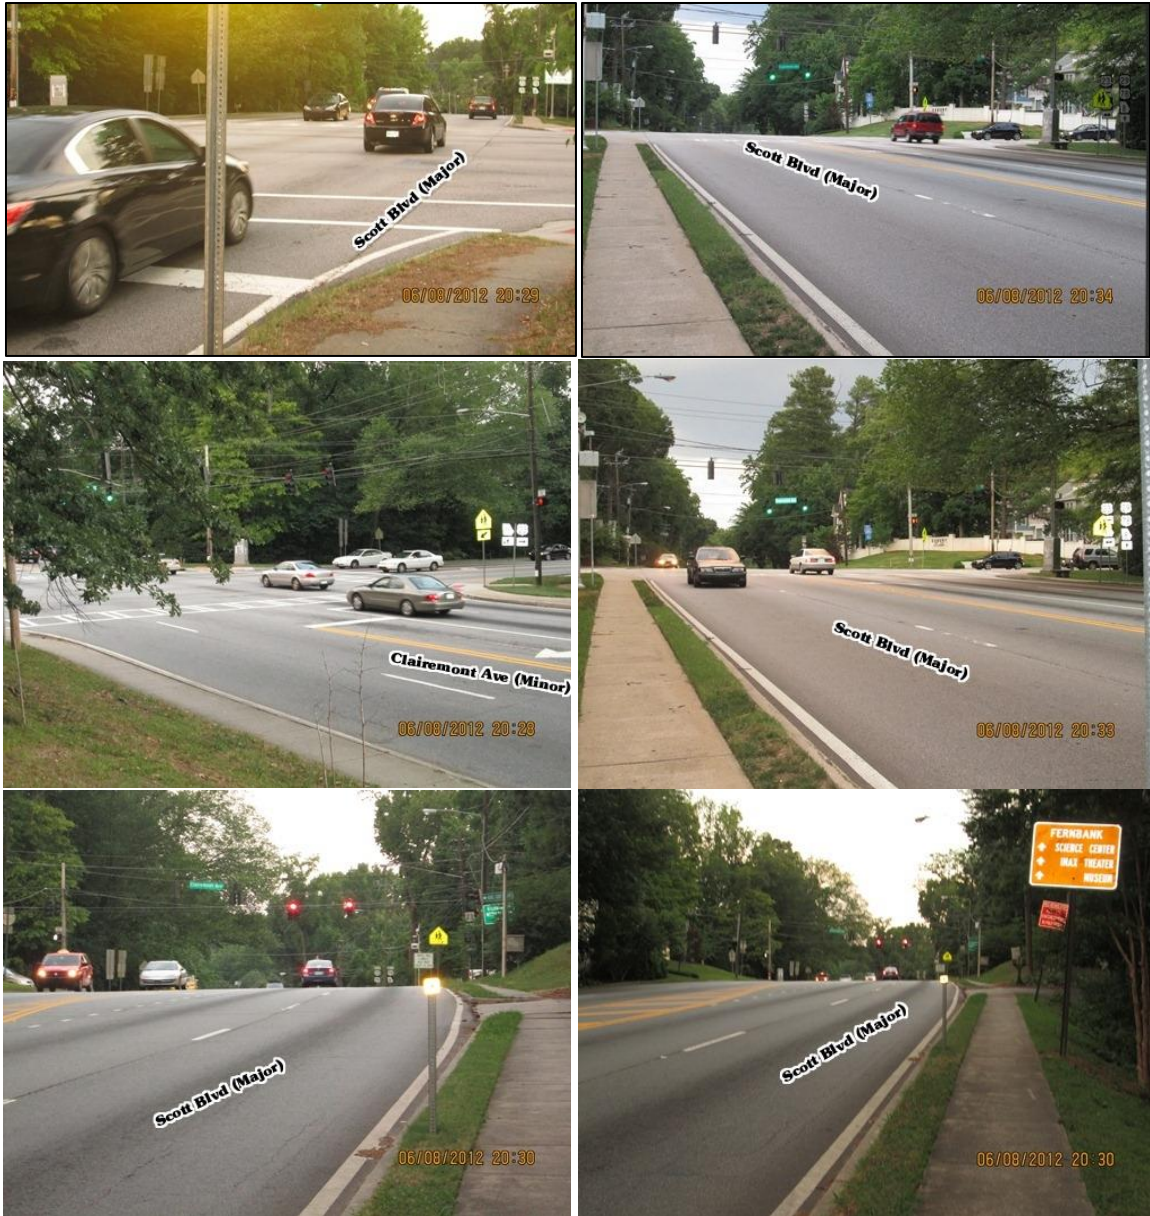 Scott Blvd (Major)
06/08/2012 20:29
Scott Blvd (Major)
06/08/2012 20:34
Clairemont Ave (Minor)
06/08/2012 20:28
Scott Blvd (Major)
06/08/2012 20:33
Clairemont Ave
Scott Blvd (Major)
06/08/2012 20:30
FERNBANK
SCIENCE CENTER
IMAX THEATER
MUSEUM
Scott Blvd (Major)
06/08/2012 20:30